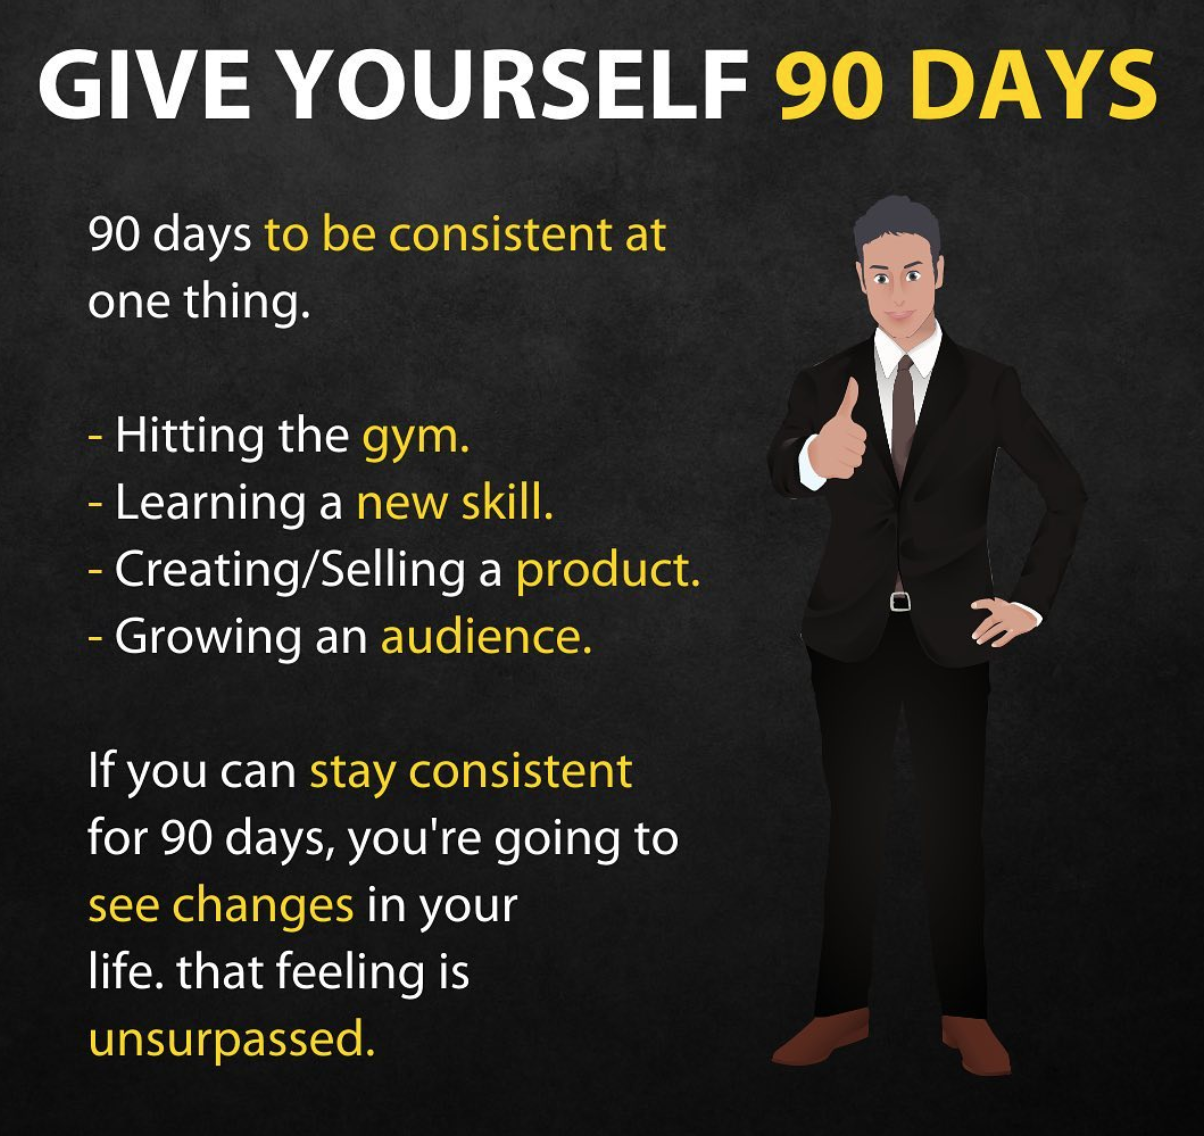 GIVE YOURSELF 90 DAYS
90 days to be consistent at
one thing.
- Hitting the gym.
- Learning a new skill.
- Creating/Selling a product.
- Growing an audience.
If you can stay consistent
for 90 days, you're going to
see changes in your
life. that feeling is
unsurpassed.